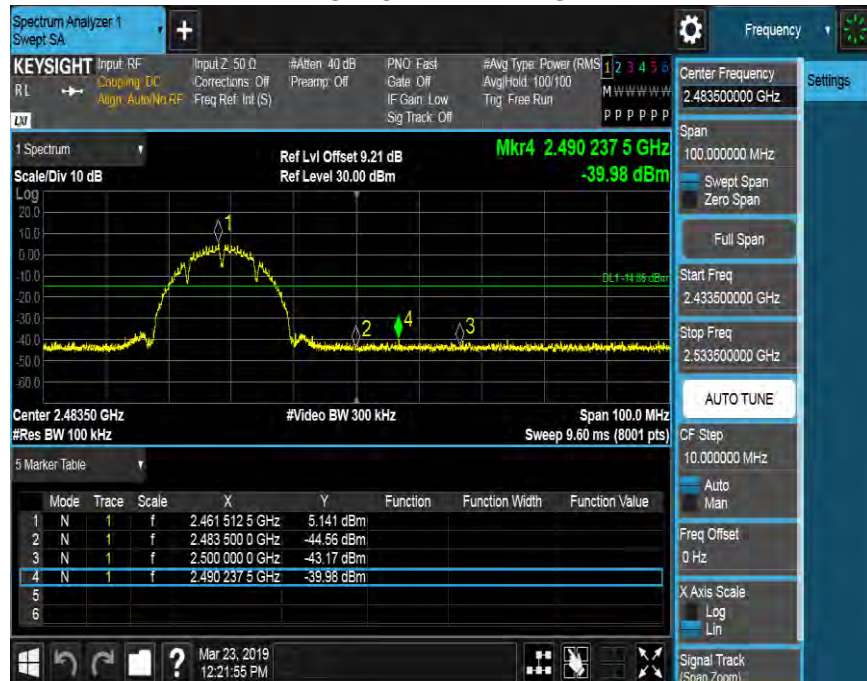 Spectrum Analyzer 1
Swept SA
+
Frequency
KEYSIGHT
RL
LXI
Input: RF
Coupling: DC
Align: Auto/No RF
Input Z: 50 Ω
Corrections: Off
Freq Ref: Int (S)
#Atten: 40 dB
Preamp: Off
PNO: Fast
Gate: Off
IF Gain: Low
Sig Track: Off
#Avg Type: Power (RMS
Avg|Hold: 100/100
Trig: Free Run
1 2 3 4 5 6
M W W W W W
P P P P P P
Center Frequency
2.483500000 GHz
Settings
Span
100.000000 MHz
Swept Span
Zero Span
Full Span
Start Freq
2.433500000 GHz
Stop Freq
2.533500000 GHz
AUTO TUNE
CF Step
10.000000 MHz
Auto
Man
Freq Offset
0 Hz
X Axis Scale
Log
Lin
Signal Track
(Span Zoom)
1 Spectrum
Scale/Div 10 dB
Ref Lvl Offset 9.21 dB
Ref Level 30.00 dBm
Mkr4 2.490 237 5 GHz
-39.98 dBm
Log
20.0
10.0
0.00
-10.0
-20.0
-30.0
-40.0
-50.0
-60.0
1
2
4
3
DL1 -14.86 dBm
Center 2.48350 GHz
#Res BW 100 kHz
#Video BW 300 kHz
Span 100.0 MHz
Sweep 9.60 ms (8001 pts)
5 Marker Table
Mode Trace Scale X Y Function Function Width Function Value
1 N 1 f 2.461 512 5 GHz 5.141 dBm
2 N 1 f 2.483 500 0 GHz -44.56 dBm
3 N 1 f 2.500 000 0 GHz -43.17 dBm
4 N 1 f 2.490 237 5 GHz -39.98 dBm
5
6
?
Mar 23, 2019
12:21:55 PM